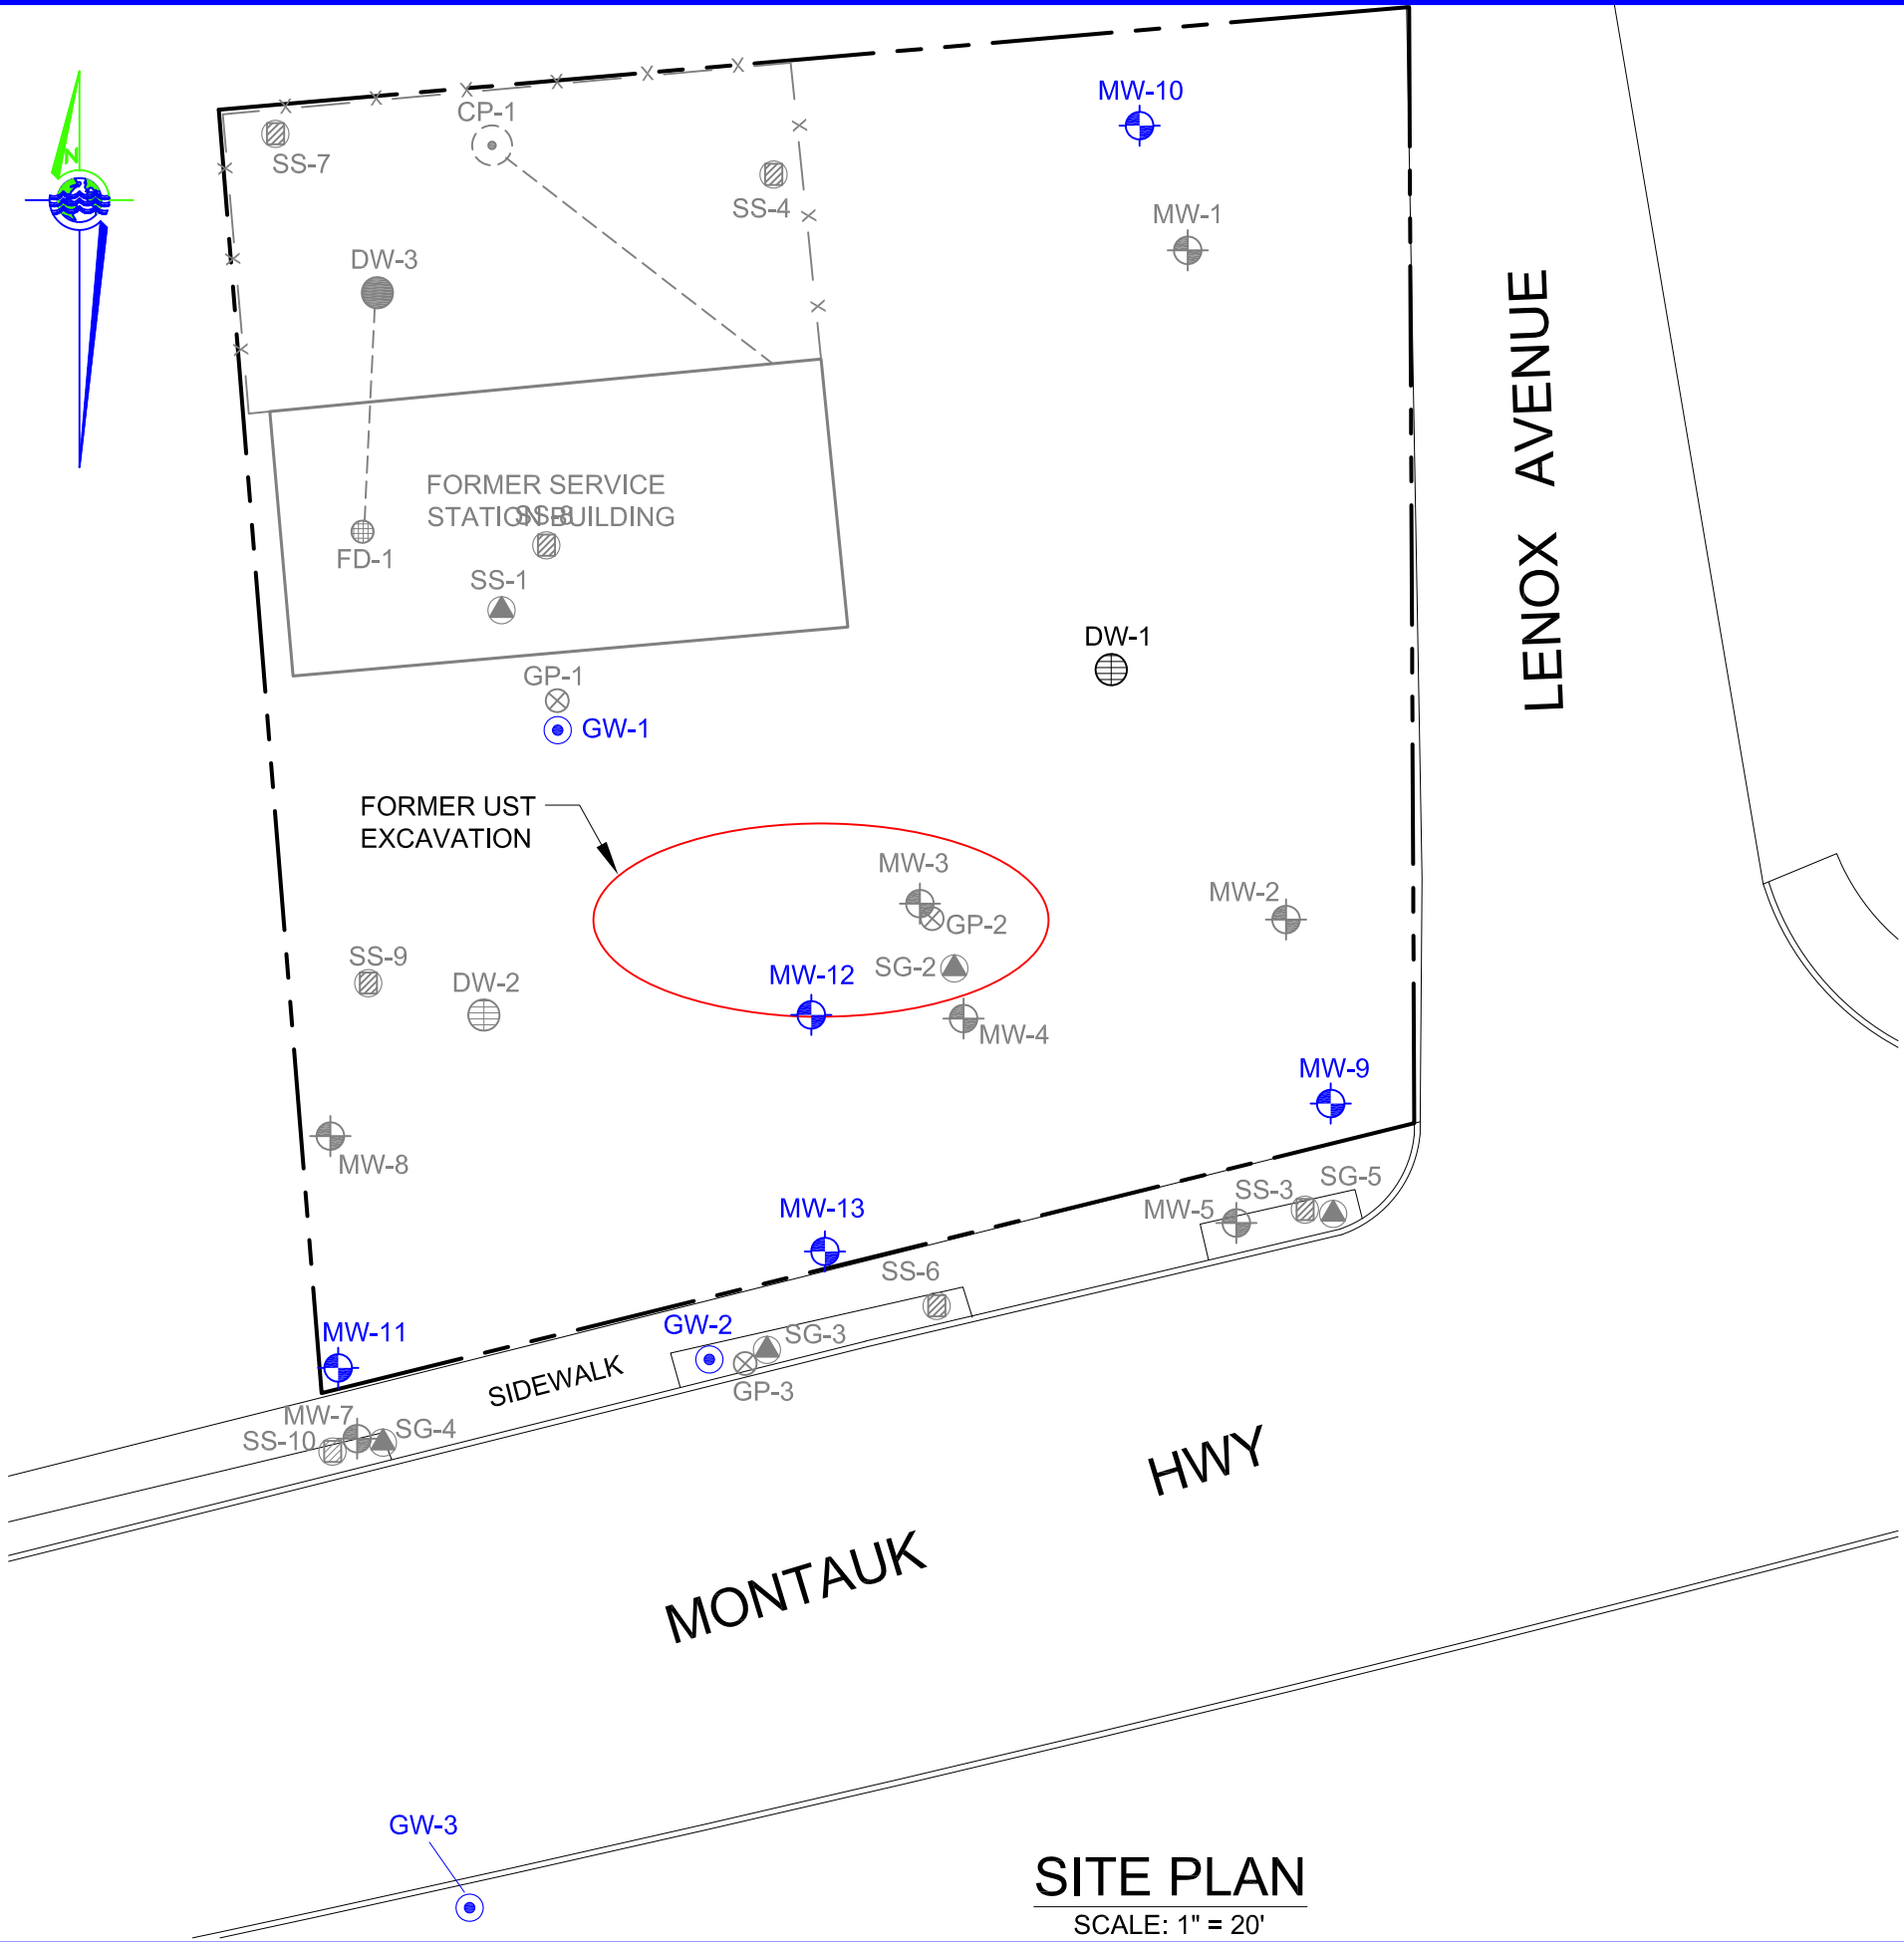 MW-10
CP-1
SS-7
SS-4
MW-1
N
DW-3
LENOX AVENUE
FORMER SERVICE
STATION BUILDING
SS-8
FD-1
SS-1
DW-1
GP-1
GW-1
FORMER UST
EXCAVATION
MW-3
MW-2
GP-2
SS-9
SG-2
MW-12
DW-2
MW-4
MW-9
MW-8
SG-5
SS-3
MW-5
MW-13
SS-6
GW-2
MW-11
SG-3
SIDEWALK
GP-3
MW-7
SG-4
SS-10
MONTAUK HWY
GW-3
SITE PLAN
SCALE: 1" = 20'